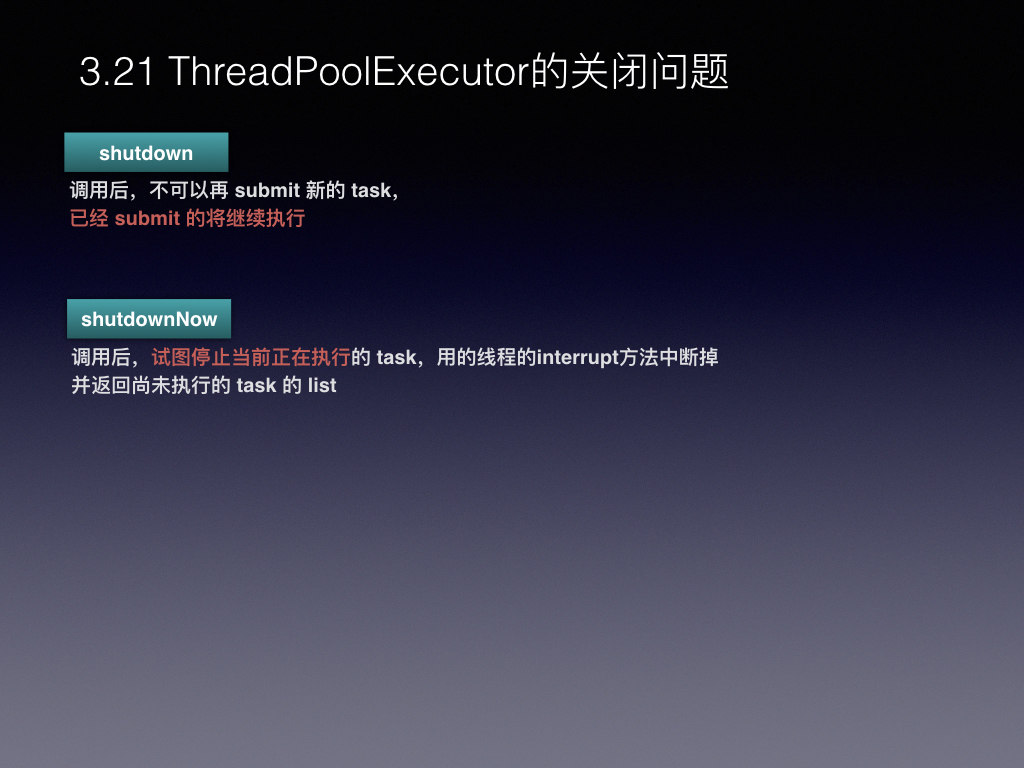 3.21 ThreadPoolExecutor的关闭问题
shutdown
调用后，不可以再 submit 新的 task，
已经 submit 的将继续执行
shutdownNow
调用后，试图停止当前正在执行的 task，用的线程的interrupt方法中断掉
并返回尚未执行的 task 的 list